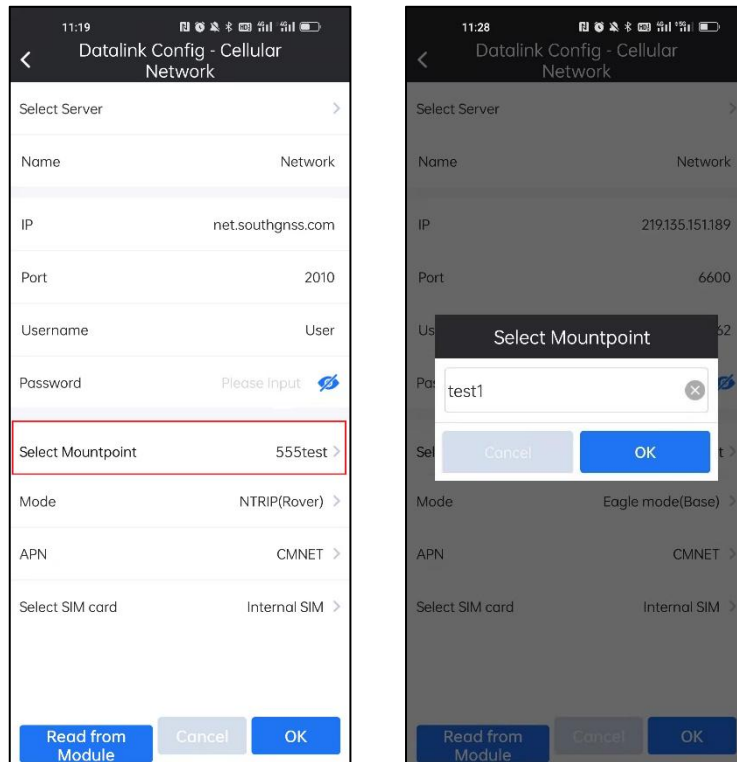 11:19
Datalink Config - Cellular
Network
Select Server
Name Network
IP net.southgnss.com
Port 2010
Username User
Password Please Input
Select Mountpoint 555test
Mode NTRIP(Rover)
APN CMNET
Select SIM card Internal SIM
Read from
Module
Cancel
OK
11:28
Datalink Config - Cellular
Network
Select Server
Name Network
IP 219.135.151.189
Port 6600
Us 62
Select Mountpoint
Pa
test1
Sel t
Cancel
OK
Mode Eagle mode(Base)
APN CMNET
Select SIM card Internal SIM
Read from
Module
Cancel
OK